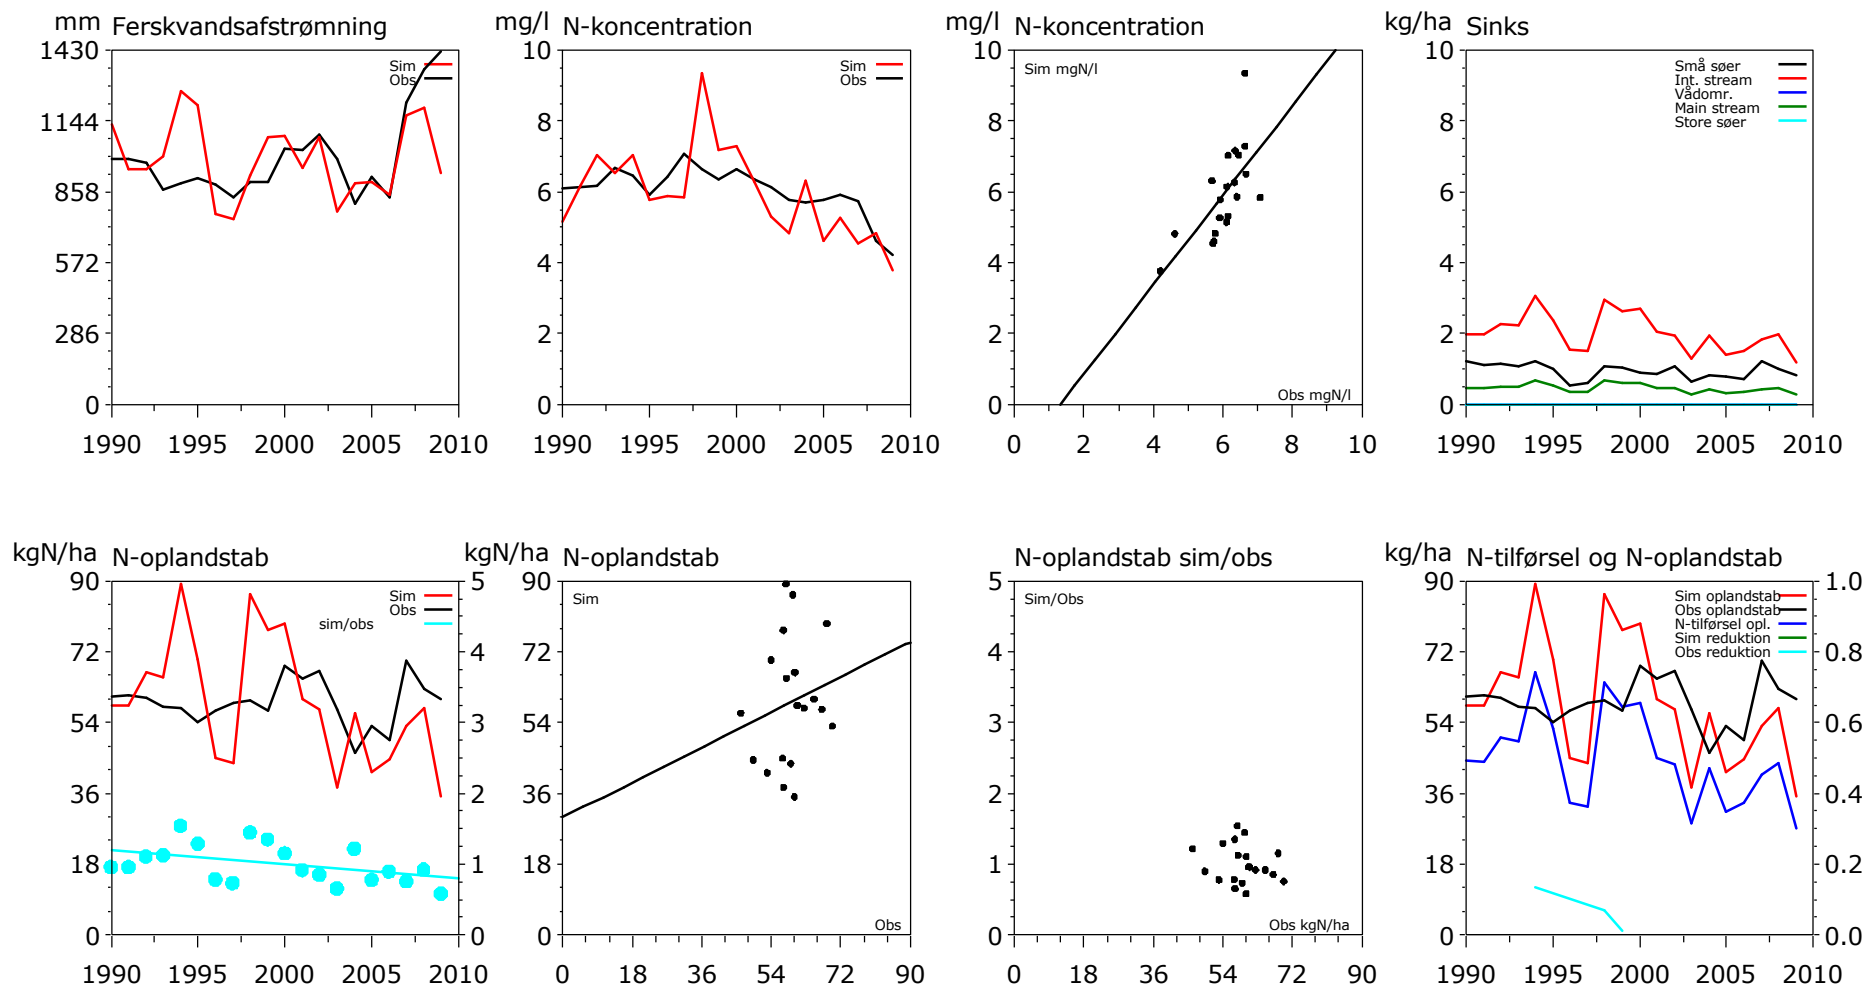 mm Ferskvandsafstrømning
1430
1144
858
572
286
0
1990 1995 2000 2005 2010
Sim
Obs
mg/l N-koncentration
10
8
6
4
2
0
1990 1995 2000 2005 2010
Sim
Obs
mg/l N-koncentration
10
8
6
4
2
0
0 2 4 6 8 10
Sim mgN/l
Obs mgN/l
kg/ha Sinks
10
8
6
4
2
0
1990 1995 2000 2005 2010
Små søer
Int. stream
Vådomr.
Main stream
Store søer
kgN/ha N-oplandstab
90
72
54
36
18
0
1990 1995 2000 2005 2010
5
4
3
2
1
0
Sim
Obs
sim/obs
kgN/ha N-oplandstab
90
72
54
36
18
0
0 18 36 54 72 90
Sim
Obs
N-oplandstab sim/obs
5
4
3
2
1
0
0 18 36 54 72 90
Sim/Obs
Obs kgN/ha
kg/ha N-tilførsel og N-oplandstab
90
72
54
36
18
0
1990 1995 2000 2005 2010
1.0
0.8
0.6
0.4
0.2
0.0
Sim oplandstab
Obs oplandstab
N-tilførsel opl.
Sim reduktion
Obs reduktion